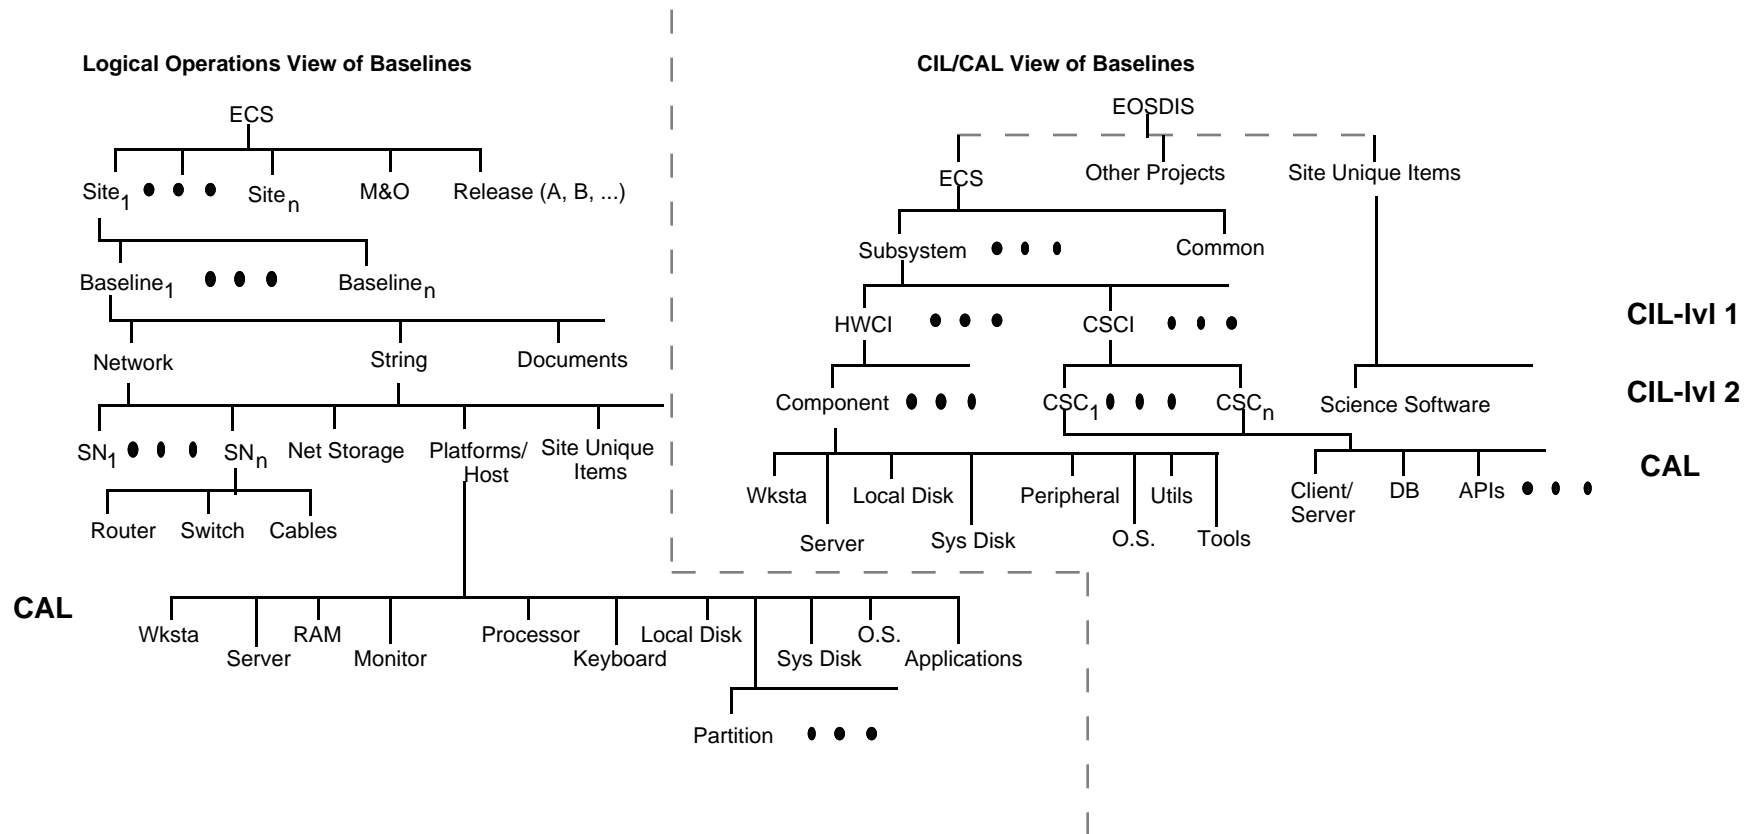 Logical Operations View of Baselines
ECS
Site1 ● ● ● Siten M&O Release (A, B, ...)
Baseline1 ● ● ● Baselinen
Network String Documents
SN1 ● ● ● SNn Net Storage Platforms/ Site Unique
Host Items
Router Switch Cables
CAL
Wksta RAM Processor Local Disk O.S.
Server Monitor Keyboard Sys Disk Applications
Partition ● ● ●
CIL/CAL View of Baselines
EOSDIS
ECS Other Projects Site Unique Items
Subsystem ● ● ● Common
HWCI ● ● ● CSCI ● ● ● CIL-lvl 1
Component ● ● ● CSC1 ● ● ● CSCn Science Software CIL-lvl 2
CAL
Wksta Local Disk Peripheral Utils Client/ DB APIs ● ● ●
Server
Server Sys Disk O.S. Tools